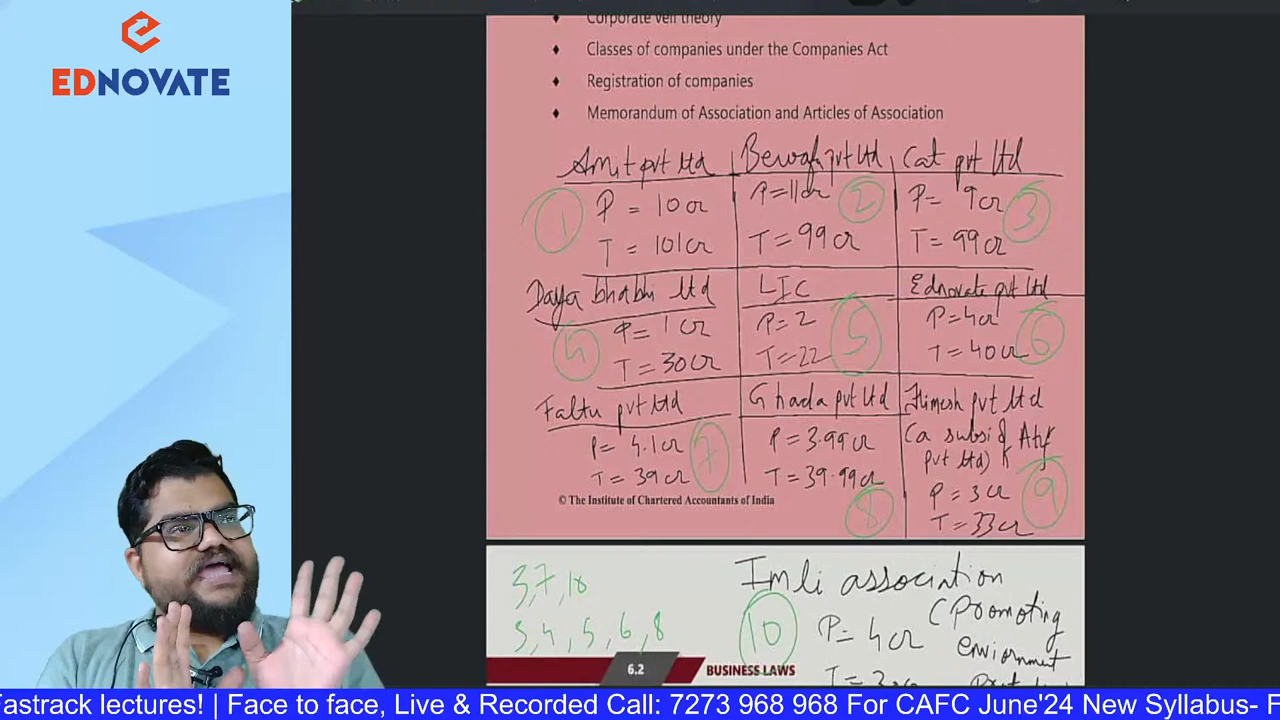 EDNOVATE
Corporate veil theory
Classes of companies under the Companies Act
Registration of companies
Memorandum of Association and Articles of Association
Amit pvt ltd
P = 10 cr
T = 101 cr
1
Bewafa pvt ltd
P = 11 cr
T = 99 cr
2
Cat pvt ltd
P = 9 cr
T = 99 cr
3
Daya bhabhi ltd
P = 1 cr
T = 30 cr
4
LIC
P = 2
T = 22
5
Ednovate pvt ltd
P = 4 cr
T = 40 cr
6
Faltu pvt ltd
P = 4.1 cr
T = 39 cr
7
Ghada pvt ltd
P = 3.99 cr
T = 39.99 cr
8
Himesh pvt ltd
(a subsi of
pvt ltd)
P = 3 cr
T = 33 cr
9
© The Institute of Chartered Accountants of India
3,7,10
4,5,6,8
Imli association
(Promoting
enviornment
10
P = 4 cr
6.2
BUSINESS LAWS
Fastrack lectures! | Face to face, Live & Recorded Call: 7273 968 968 For CAFC June'24 New Syllabus- F